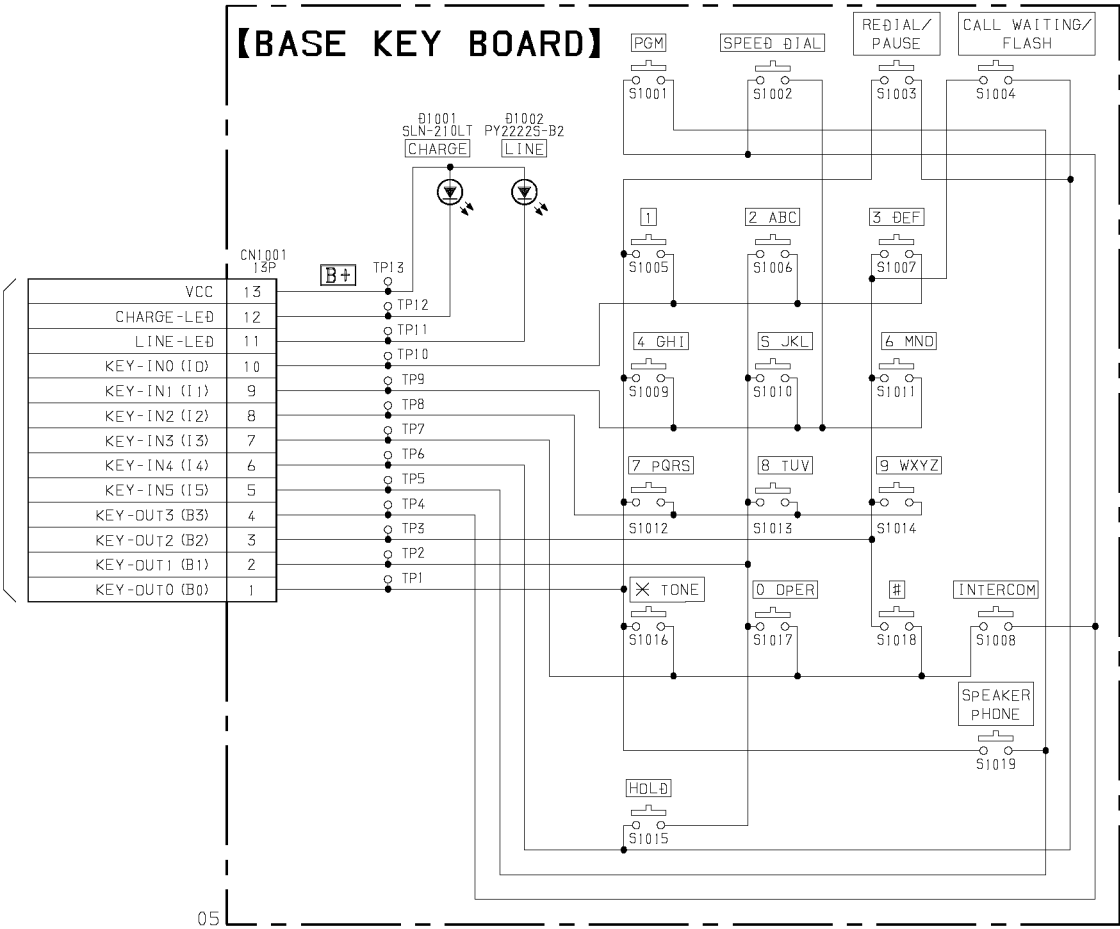 【BASE KEY BOARD】
PGM
S1001
SPEED DIAL
S1002
REDIAL/
PAUSE
S1003
CALL WAITING/
FLASH
S1004
D1001
SLN-210LT
CHARGE
D1002
PY2222S-B2
LINE
1
S1005
2 ABC
S1006
3 DEF
S1007
CN1001
13P
B+
VCC 13 TP13
CHARGE-LED 12 TP12
LINE-LED 11 TP11
KEY-IN0 (I0) 10 TP10
KEY-IN1 (I1) 9 TP9
KEY-IN2 (I2) 8 TP8
KEY-IN3 (I3) 7 TP7
KEY-IN4 (I4) 6 TP6
KEY-IN5 (I5) 5 TP5
KEY-OUT3 (B3) 4 TP4
KEY-OUT2 (B2) 3 TP3
KEY-OUT1 (B1) 2 TP2
KEY-OUT0 (B0) 1 TP1
4 GHI
S1009
5 JKL
S1010
6 MNO
S1011
7 PQRS
S1012
8 TUV
S1013
9 WXYZ
S1014
* TONE
S1016
0 OPER
S1017
#
S1018
INTERCOM
S1008
SPEAKER
PHONE
S1019
HOLD
S1015
05